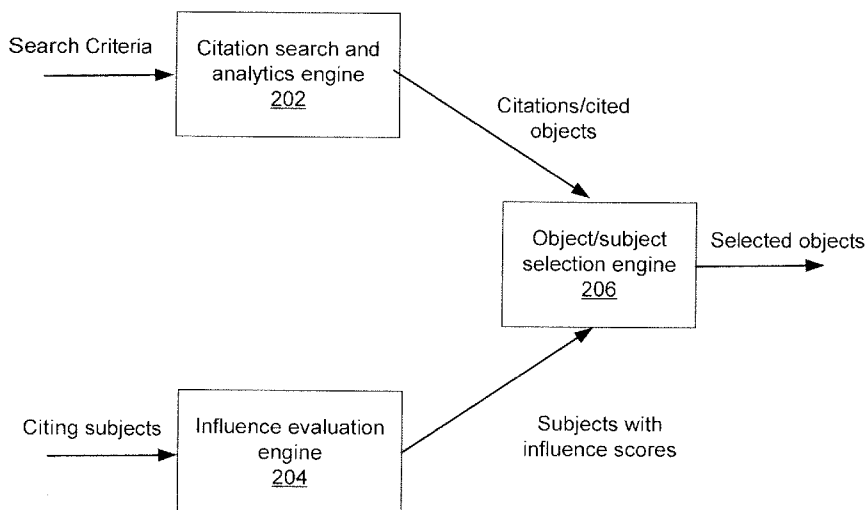 Search Criteria
Citation search and
analytics engine
202
Citations/cited
objects
Object/subject
selection engine
206
Selected objects
Citing subjects
Influence evaluation
engine
204
Subjects with
influence scores